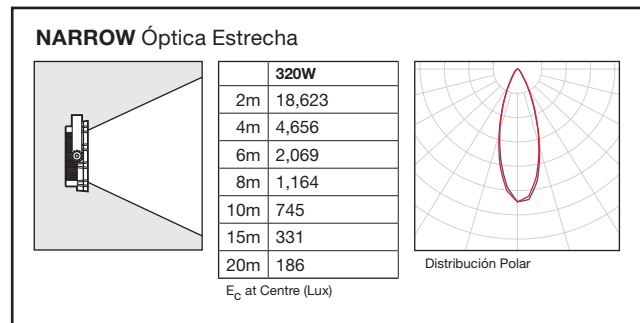 NARROW Óptica Estrecha
320W
2m 18,623
4m 4,656
6m 2,069
8m 1,164
10m 745
15m 331
20m 186
EC at Centre (Lux)
Distribución Polar